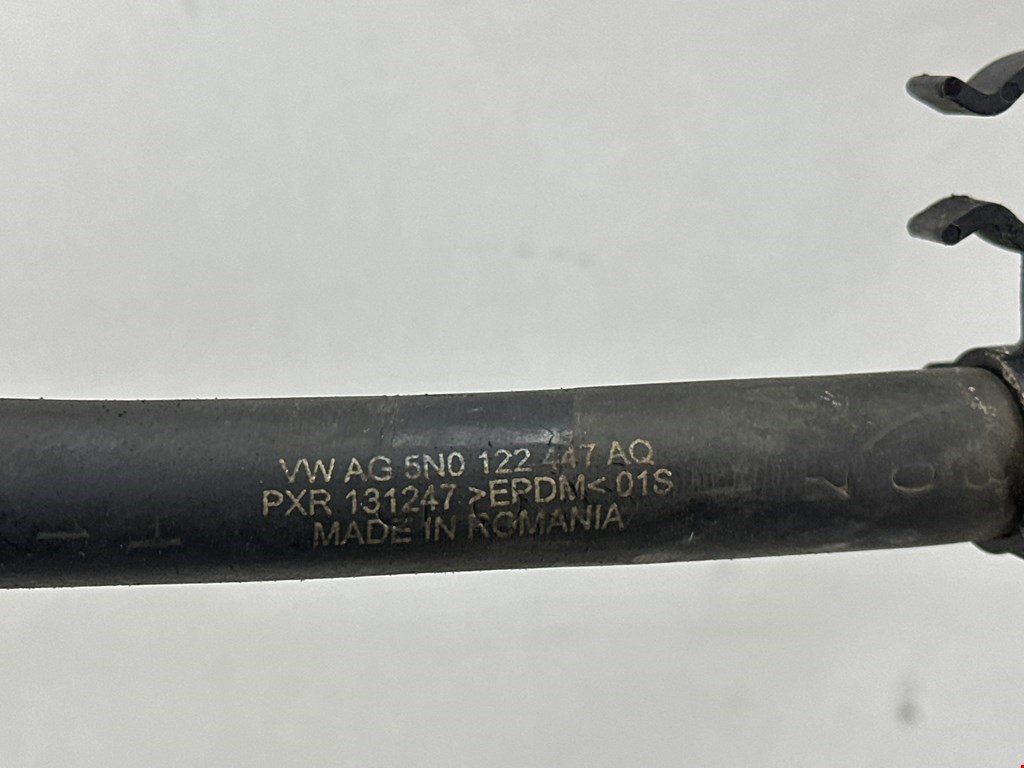 VW AG 5N0 122 447 AQ
PXR 131247 >EPDM< 01S
MADE IN ROMANIA